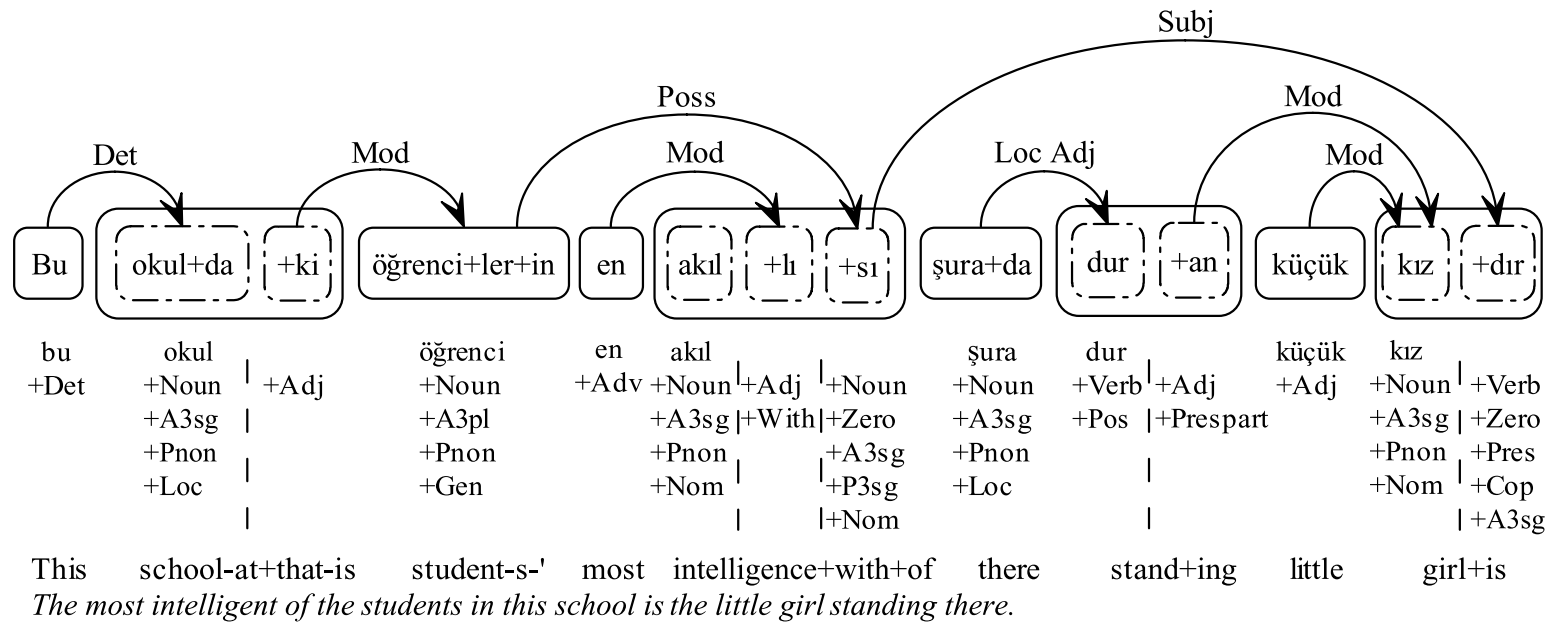 Subj
Poss Mod
Det Mod Mod Loc Adj Mod
Bu okul+da +ki öğrenci+ler+in en akıl +lı +sı şura+da dur +an küçük kız +dır
bu okul öğrenci en akıl şura dur küçük kız
+Det +Noun +Adj +Noun +Adv +Noun +Adj +Noun +Noun +Verb +Adj +Adj +Noun +Verb
+A3sg +A3pl +A3sg +With +Zero +A3sg +Pos +Prespart +A3sg +Zero
+Pnon +Pnon +Pnon +A3sg +Pnon +Pnon +Pres
+Loc +Gen +Nom +P3sg +Loc +Nom +Cop
+Nom +A3sg
This school-at+that-is student-s-' most intelligence+with+of there stand+ing little girl+is
The most intelligent of the students in this school is the little girl standing there.